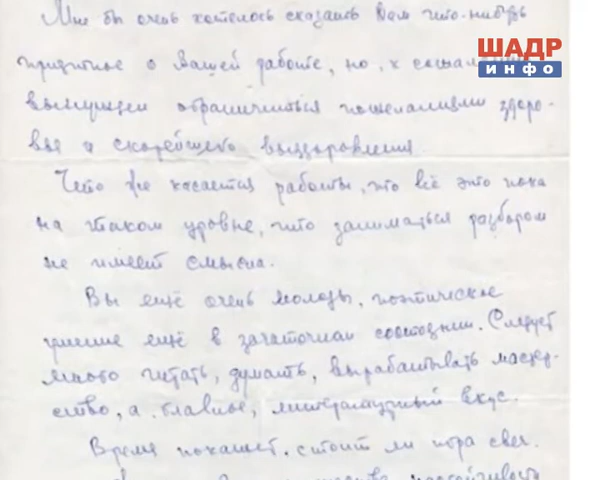 Мне бы очень хотелось сказать Вам что-нибудь
ШАДР
инфо
приятное о Вашей работе, но, к сожалению
вынужден ограничиться пожеланиями здоро-
вья и скорейшего выздоровления.
Что же касается работы, то всё это пока
на таком уровне, что заниматься разбором
не имеет смысла.
Вы ещё очень молоды, поэтическое
умение ещё в зачаточном состоянии. Следует
много читать, думать, вырабатывать мастер-
ство, а, главное, литературный вкус.
Время покажет, стоит ли игра свеч.